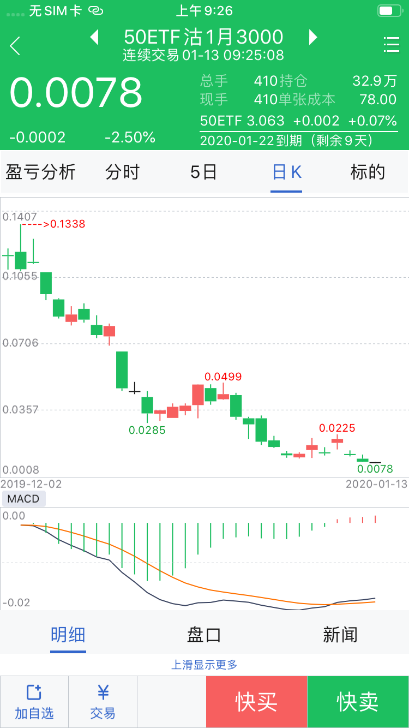 无SIM卡 上午9:26
50ETF沽1月3000
连续交易 01-13 09:25:08
0.0078
-0.0002 -2.50%
总手 410 持仓 32.9万
现手 410 单张成本 78.00
50ETF 3.063 +0.002 +0.07%
2020-01-22到期（剩余9天）
盈亏分析 分时 5日 日K 标的
0.1407
0.1338
0.1055
0.0706
0.0499
0.0357
0.0285
0.0225
0.0008
0.0078
2019-12-02 2020-01-13
MACD
0.00
-0.02
明细 盘口 新闻
上滑显示更多
加自选 交易 快买 快卖